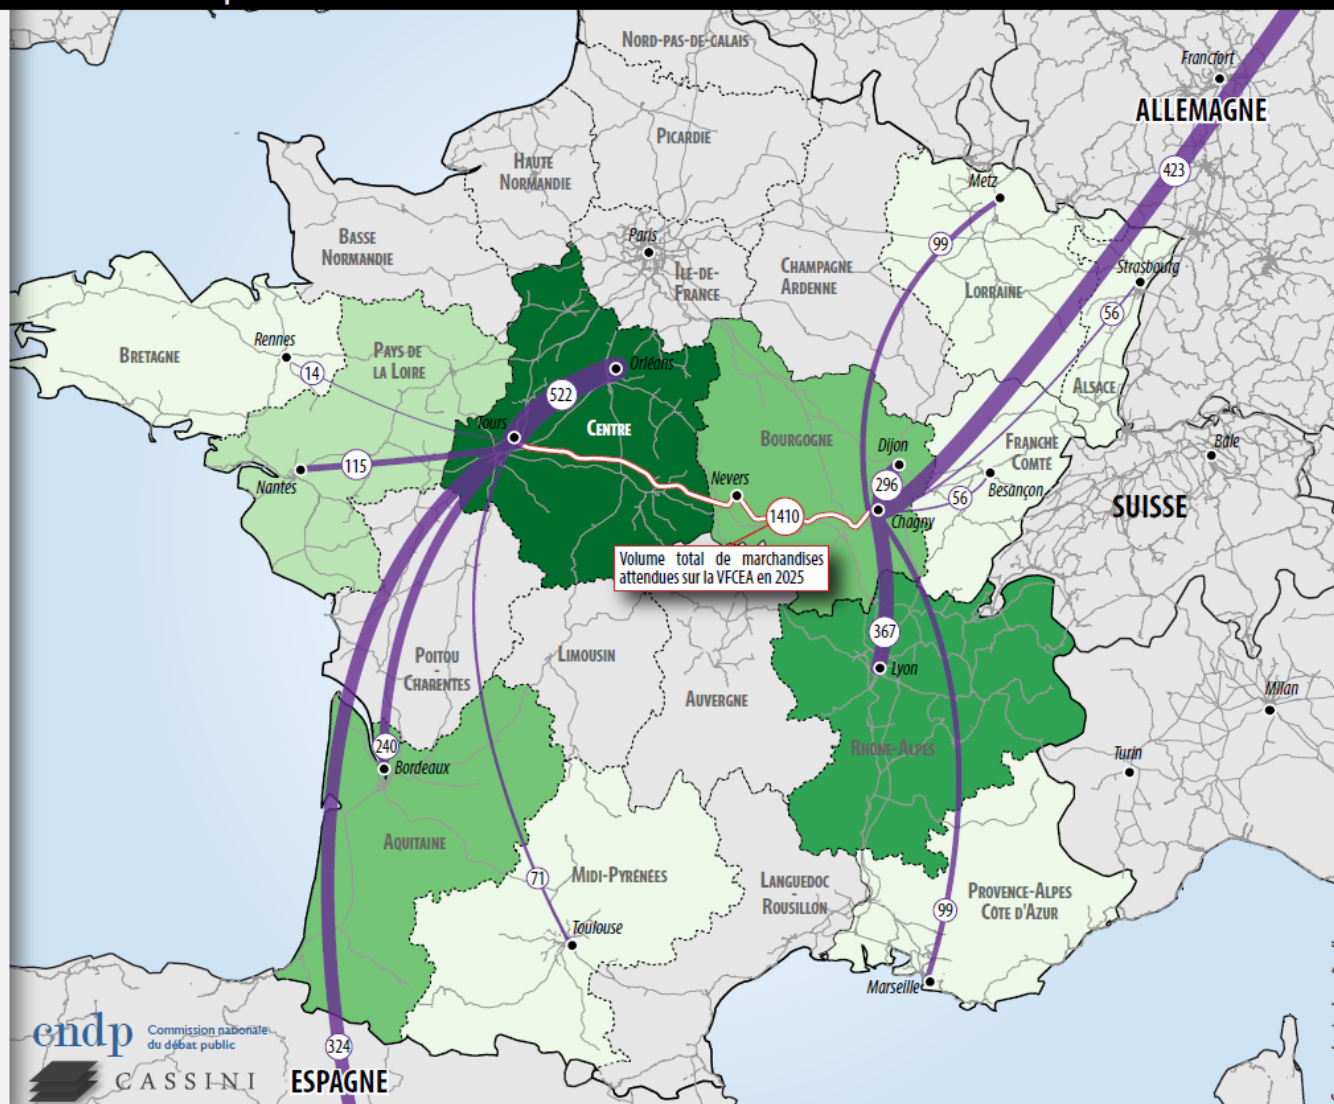 NORD-PAS-DE-CALAIS
Francfort
ALLEMAGNE
PICARDIE
HAUTE
NORMANDIE
423
Metz
BASSE
NORMANDIE
Paris
99
ILE-DE-
FRANCE
CHAMPAGNE
ARDENNE
LORRAINE
Strasbourg
56
Rennes
BRETAGNE
14
PAYS DE
LA LOIRE
Orléans
522
ALSACE
Tours
CENTRE
BOURGOGNE
Dijon
FRANCHE
COMTÉ
Bâle
115
Nantes
Nevers
296
56
Besançon
SUISSE
1410
Chagny
Volume total de marchandises
attendues sur la VFCEA en 2025
367
Lyon
POITOU
-
CHARENTES
LIMOUSIN
AUVERGNE
Milan
240
Bordeaux
RHÔNE-ALPES
Turin
AQUITAINE
71
MIDI-PYRÉNÉES
LANGUEDOC
-
ROUSILLON
PROVENCE-ALPES
CÔTE D'AZUR
99
Toulouse
Marseille
cndp
Commission nationale
du débat public
324
CASSINI
ESPAGNE